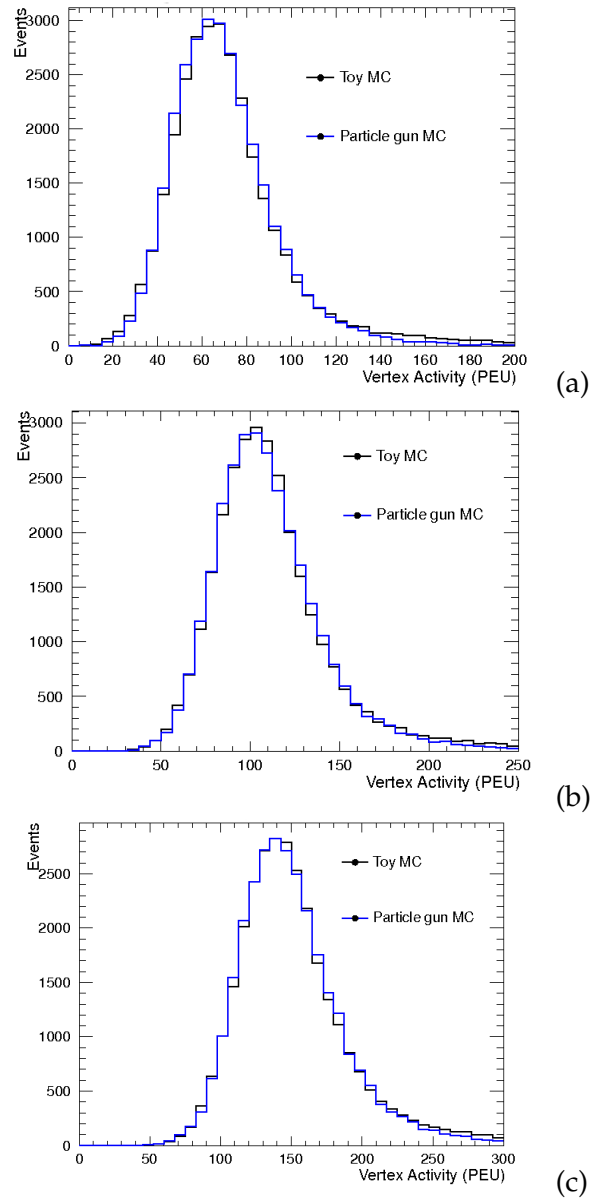 Events
3000
2500
2000
1500
1000
500
0
Toy MC
Particle gun MC
0 20 40 60 80 100 120 140 160 180 200
Vertex Activity (PEU)
(a)
Events
3000
2500
2000
1500
1000
500
0
Toy MC
Particle gun MC
0 50 100 150 200 250
Vertex Activity (PEU)
(b)
Events
2500
2000
1500
1000
500
0
Toy MC
Particle gun MC
0 50 100 150 200 250 300
Vertex Activity (PEU)
(c)